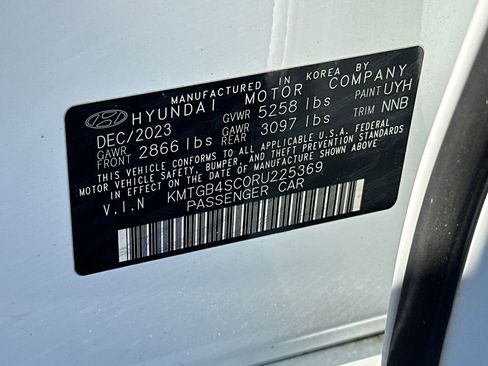 MANUFACTURED IN KOREA BY
HYUNDAI MOTOR COMPANY
DEC/2023 GVWR 5258 lbs PAINT UYH
GAWR FRONT 2866 lbs GAWR REAR 3097 lbs TRIM NNB
THIS VEHICLE CONFORMS TO ALL APPLICABLE U.S.A. FEDERAL
MOTOR VEHICLE SAFETY, BUMPER, AND THEFT PREVENTION STANDARDS
IN EFFECT ON THE DATE OF MANUFACTURE SHOWN ABOVE.
V.I.N KMTGB4SC0RU225369
PASSENGER CAR